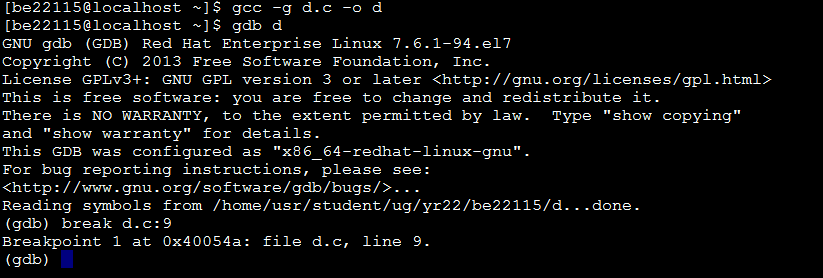 [be22115@localhost ~]$ gcc -g d.c -o d
[be22115@localhost ~]$ gdb d
GNU gdb (GDB) Red Hat Enterprise Linux 7.6.1-94.el7
Copyright (C) 2013 Free Software Foundation, Inc.
License GPLv3+: GNU GPL version 3 or later <http://gnu.org/licenses/gpl.html>
This is free software: you are free to change and redistribute it.
There is NO WARRANTY, to the extent permitted by law.  Type "show copying"
and "show warranty" for details.
This GDB was configured as "x86_64-redhat-linux-gnu".
For bug reporting instructions, please see:
<http://www.gnu.org/software/gdb/bugs/>...
Reading symbols from /home/usr/student/ug/yr22/be22115/d...done.
(gdb) break d.c:9
Breakpoint 1 at 0x40054a: file d.c, line 9.
(gdb)